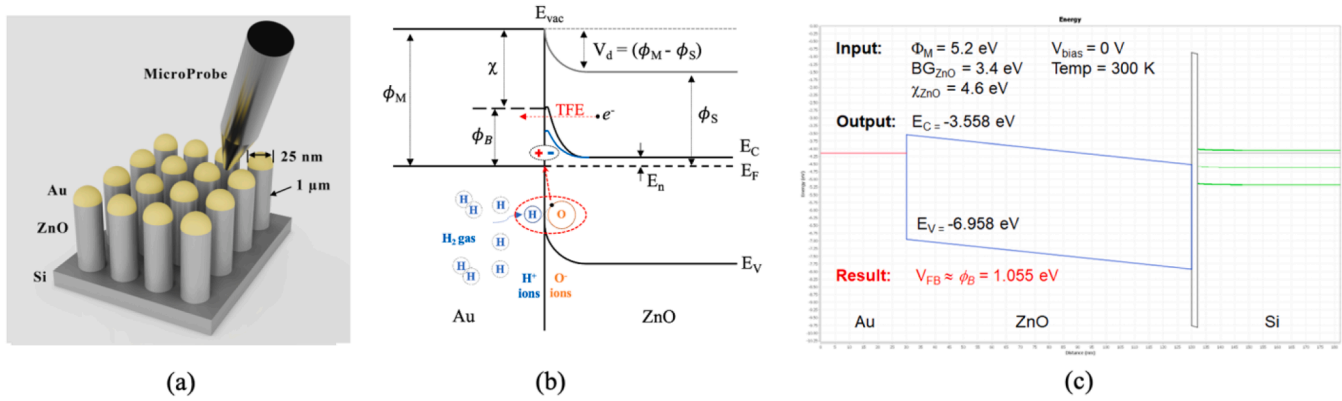 MicroProbe
25 nm
1 μm
Au
ZnO
Si
(a)
E_vac
V_d = (ϕ_M - ϕ_S)
χ
ϕ_M
TFE
e⁻
ϕ_S
ϕ_B
E_C
+ -
E_F
E_n
H
H
H
H
O
H₂ gas
H
H
H
H
E_V
H⁺
ions
O⁻
ions
Au
ZnO
(b)
Energy
Input:
Φ_M = 5.2 eV
V_bias = 0 V
BG_ZnO = 3.4 eV
Temp = 300 K
χ_ZnO = 4.6 eV
Output:
E_C = -3.558 eV
E_V = -6.958 eV
Result:
V_FB ≈ ϕ_B = 1.055 eV
Au
ZnO
Si
(c)